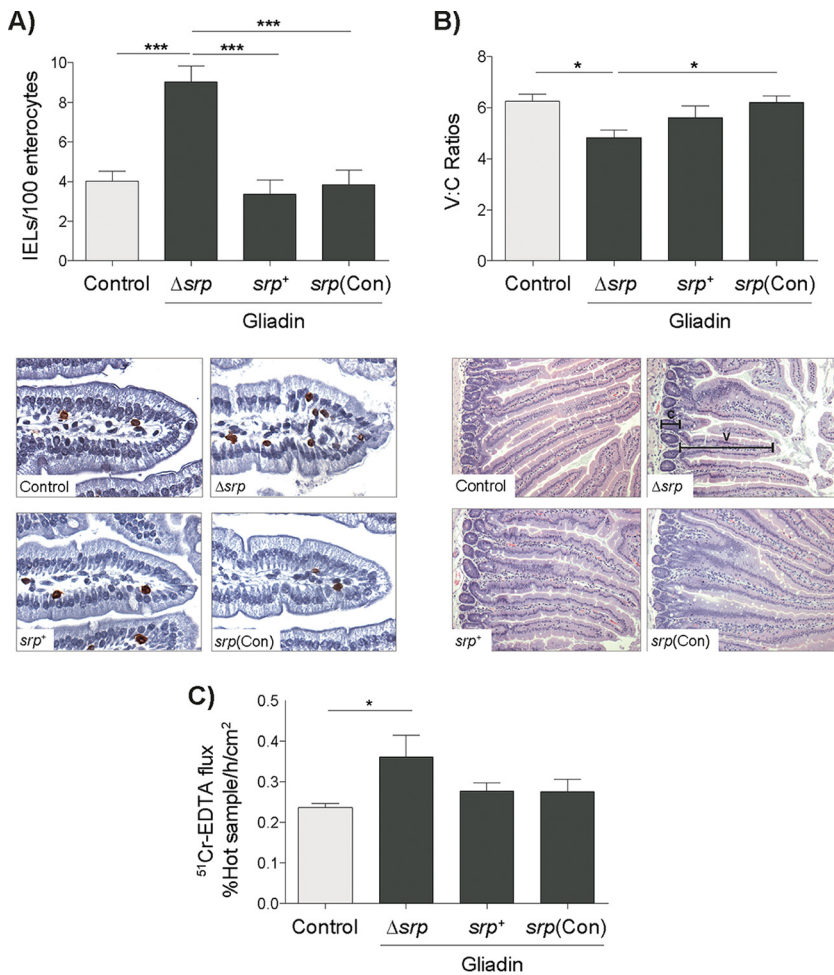 A)
***
*** ***
IELs/100 enterocytes
10
8
6
4
2
0
Control Δsrp srp⁺ srp(Con)
Gliadin
B)
* *
V:C Ratios
8
6
4
2
0
Control Δsrp srp⁺ srp(Con)
Gliadin
Control
Δsrp
srp⁺
srp(Con)
Control
c
v
Δsrp
srp⁺
srp(Con)
C)
*
⁵¹Cr-EDTA flux
%Hot sample/h/cm²
0.5
0.4
0.3
0.2
0.1
0.0
Control Δsrp srp⁺ srp(Con)
Gliadin